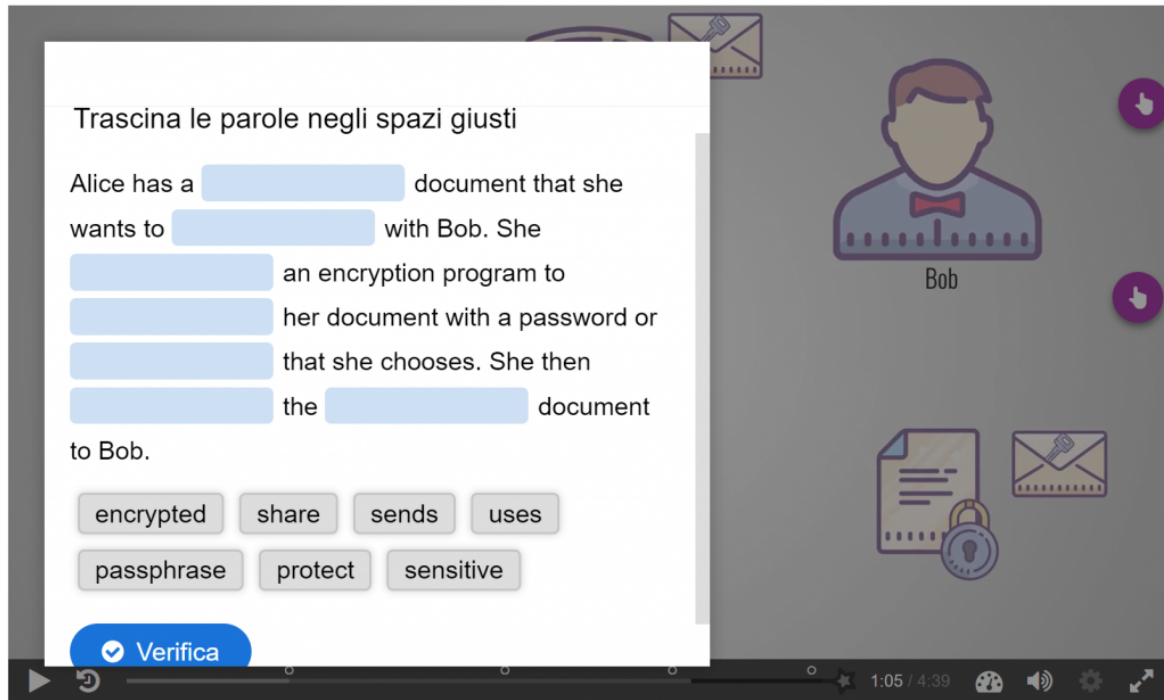 Trascina le parole negli spazi giusti
Alice has a document that she
wants to with Bob. She
an encryption program to
her document with a password or
that she chooses. She then
the document
to Bob.
encrypted share sends uses
passphrase protect sensitive
Verifica
Bob
1:05 / 4:39